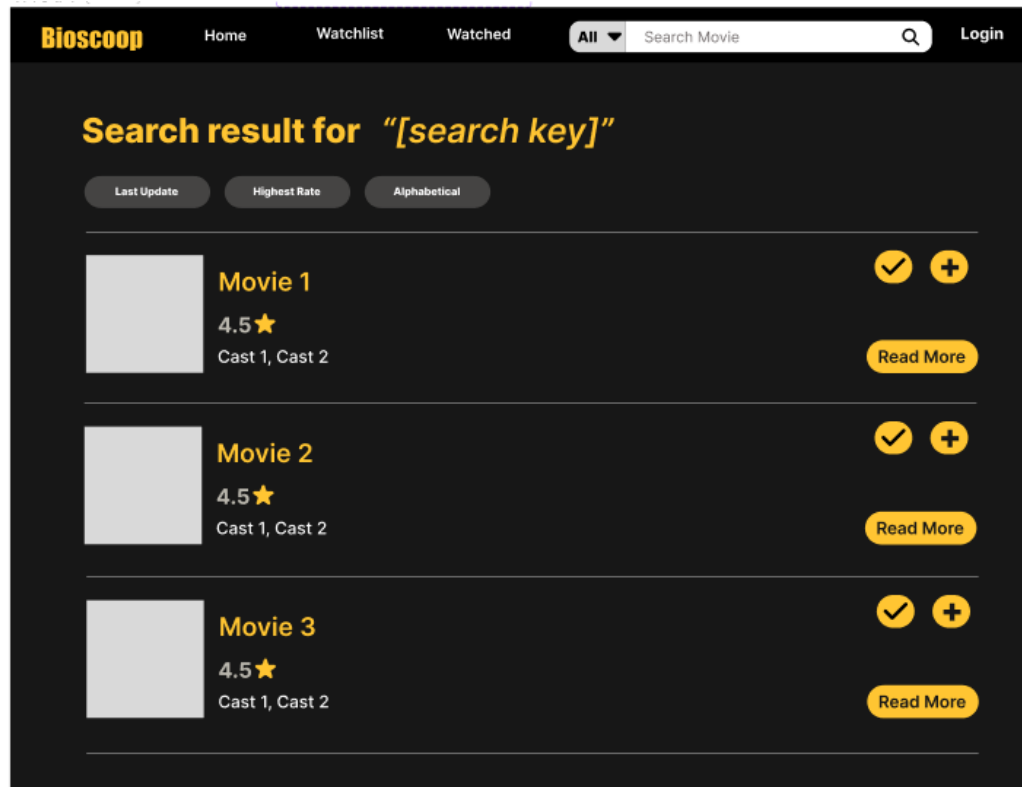 Bioscoop Home Watchlist Watched All Search Movie Login
Search result for “[search key]”
Last Update Highest Rate Alphabetical
Movie 1
4.5
Cast 1, Cast 2
Read More
Movie 2
4.5
Cast 1, Cast 2
Read More
Movie 3
4.5
Cast 1, Cast 2
Read More